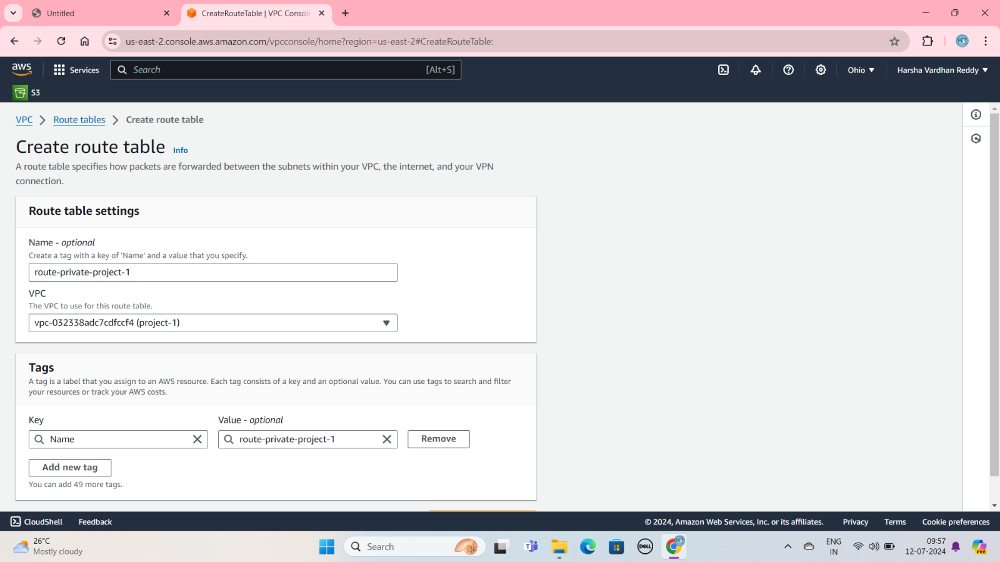 Untitled
CreateRouteTable | VPC Consol
us-east-2.console.aws.amazon.com/vpcconsole/home?region=us-east-2#CreateRouteTable:
aws
Services
Search
[Alt+S]
Ohio
Harsha Vardhan Reddy
S3
VPC
Route tables
Create route table
Create route table Info
A route table specifies how packets are forwarded between the subnets within your VPC, the internet, and your VPN
connection.
Route table settings
Name - optional
Create a tag with a key of 'Name' and a value that you specify.
route-private-project-1
VPC
The VPC to use for this route table.
vpc-032338adc7cdfccf4 (project-1)
Tags
A tag is a label that you assign to an AWS resource. Each tag consists of a key and an optional value. You can use tags to search and filter
your resources or track your AWS costs.
Key
Value - optional
Name
route-private-project-1
Remove
Add new tag
You can add 49 more tags.
CloudShell
Feedback
© 2024, Amazon Web Services, Inc. or its affiliates.
Privacy
Terms
Cookie preferences
26°C
Mostly cloudy
Search
DELL
ENG
IN
09:57
12-07-2024
PRE